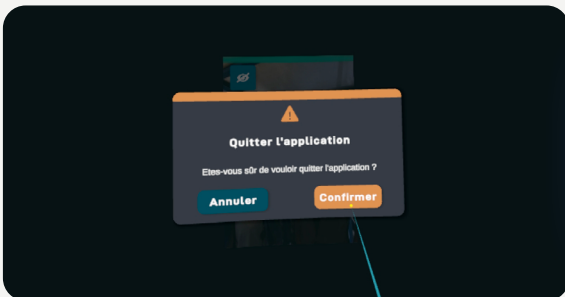 Quitter l'application
Etes-vous sûr de vouloir quitter l'application ?
Annuler
Confirmer